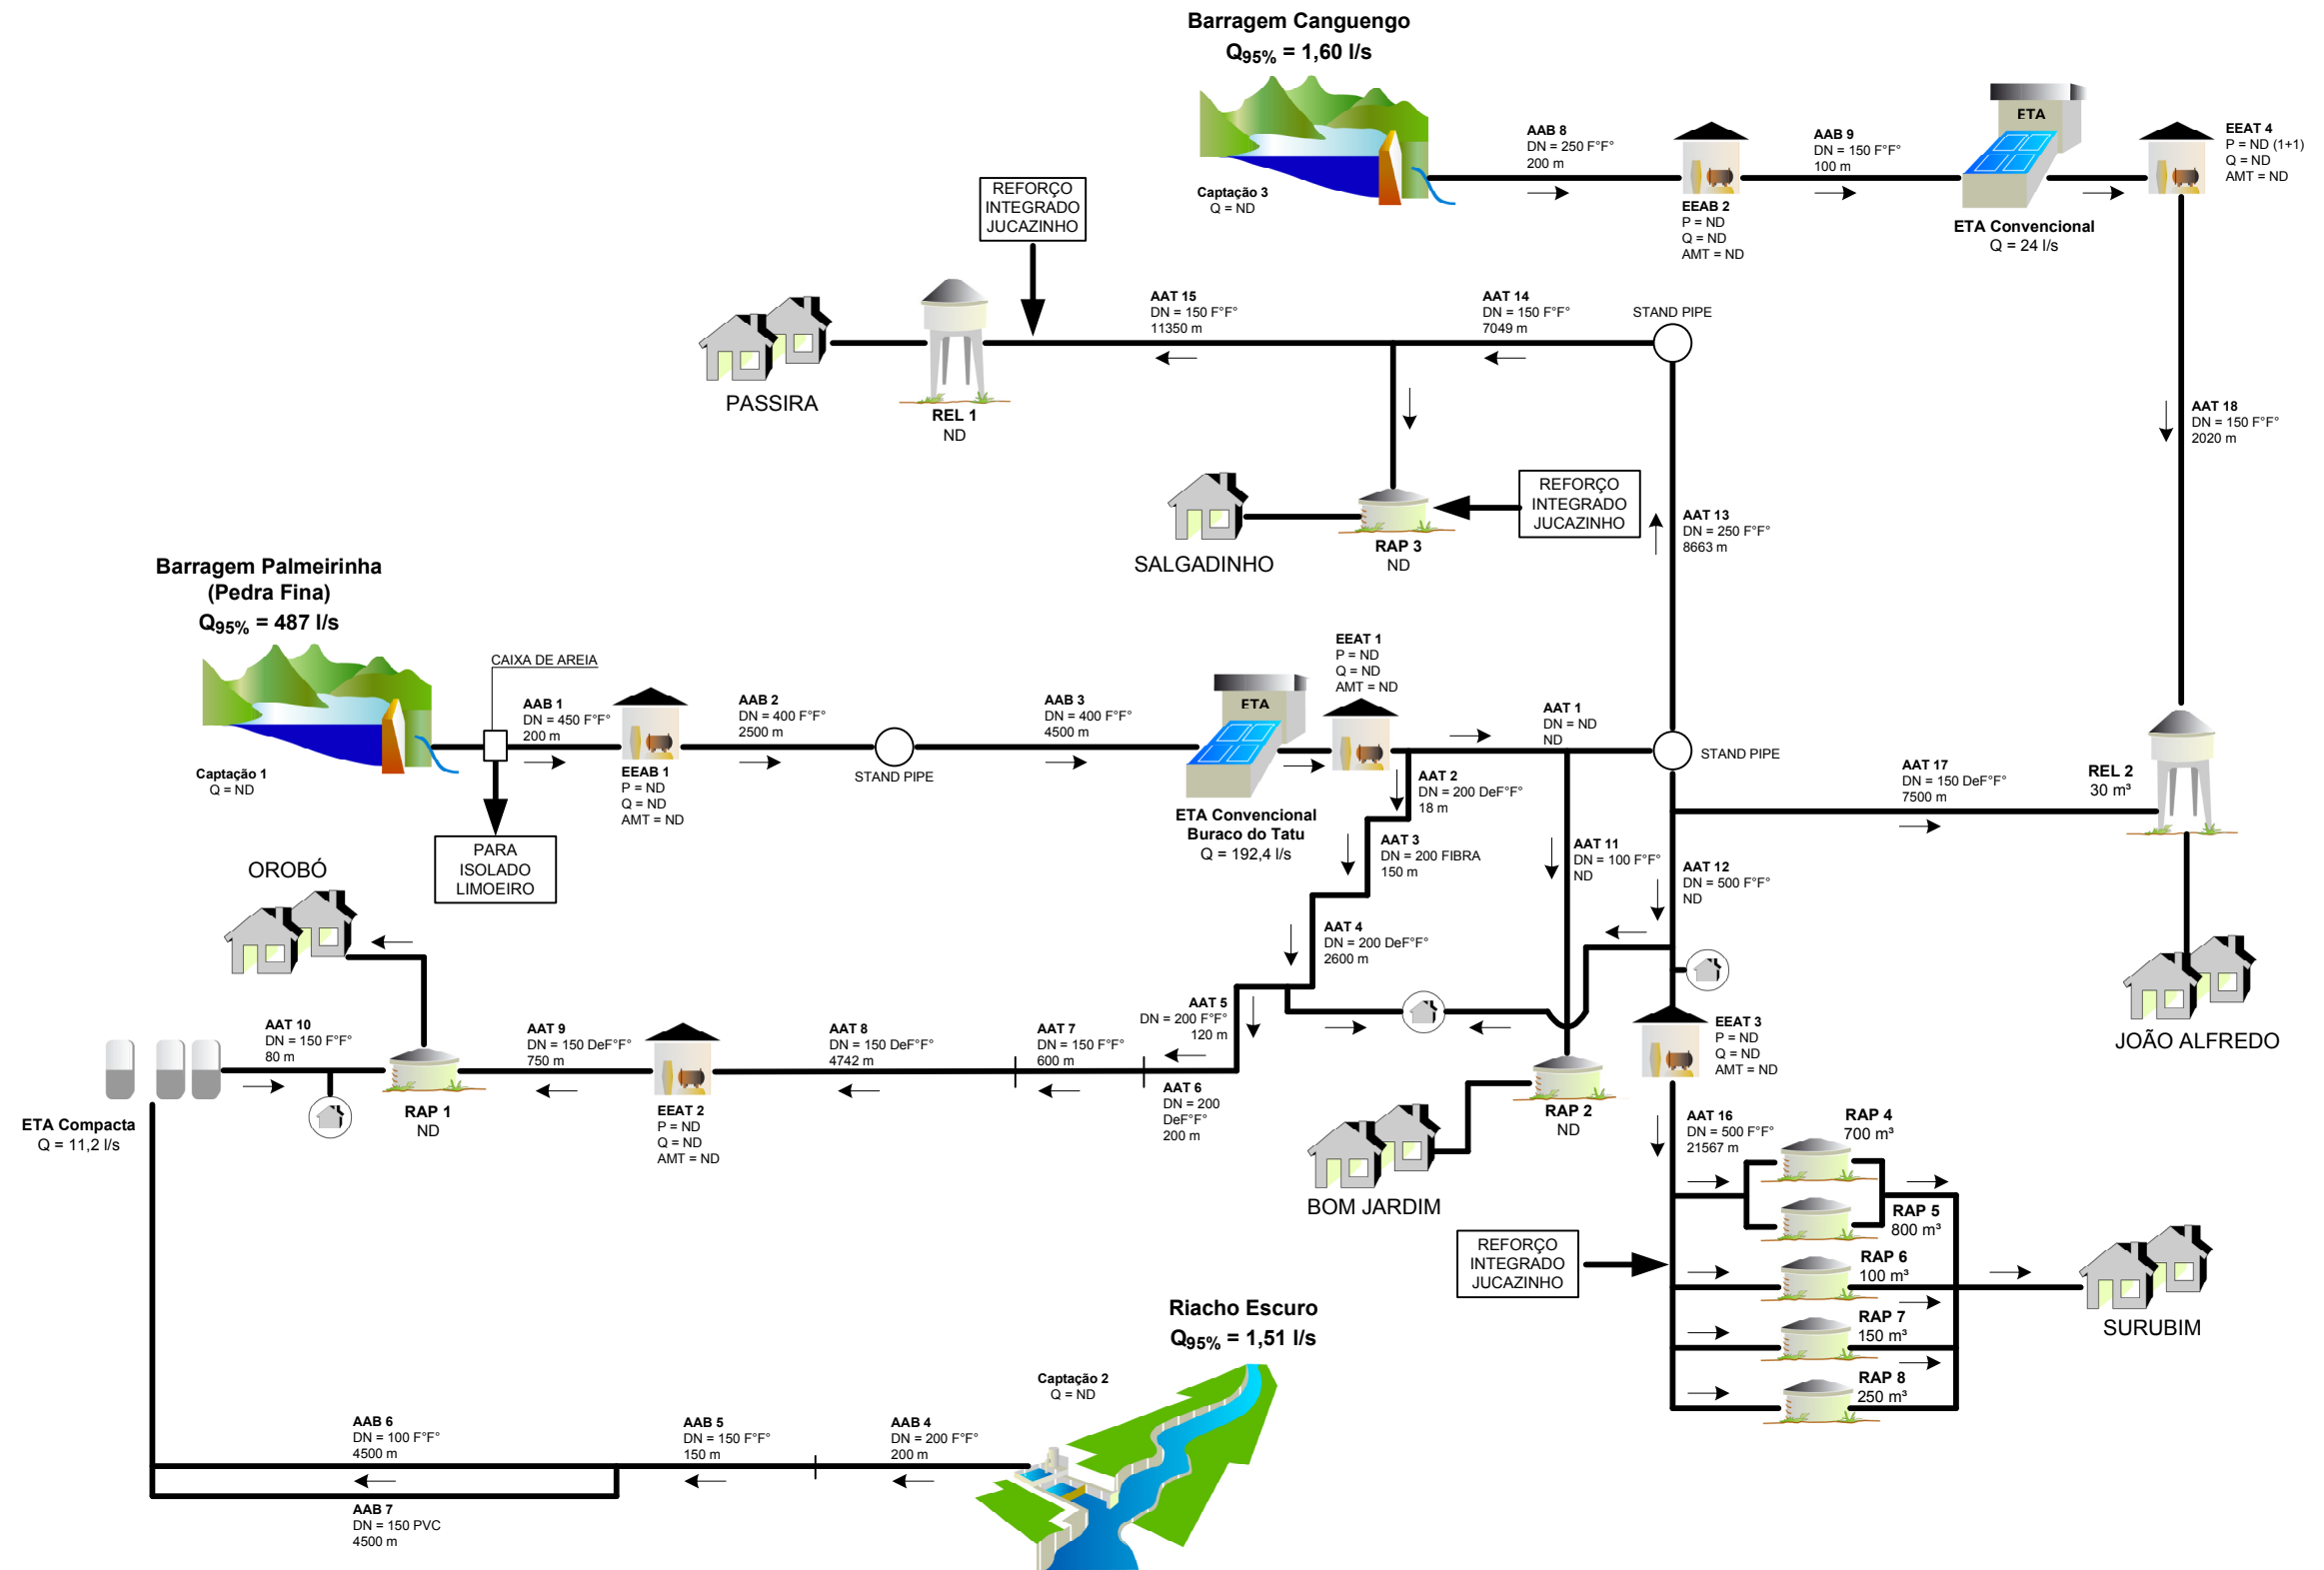 Barragem Canguengo
Q95% = 1,60 l/s
Captação 3
Q = ND
AAB 8
DN = 250 F°F°
200 m
EEAB 2
P = ND
Q = ND
AMT = ND
AAB 9
DN = 150 F°F°
100 m
ETA
ETA Convencional
Q = 24 l/s
EEAT 4
P = ND (1+1)
Q = ND
AMT = ND
REFORÇO
INTEGRADO
JUCAZINHO
PASSIRA
REL 1
ND
AAT 15
DN = 150 F°F°
11350 m
AAT 14
DN = 150 F°F°
7049 m
STAND PIPE
AAT 18
DN = 150 F°F°
2020 m
SALGADINHO
RAP 3
ND
REFORÇO
INTEGRADO
JUCAZINHO
AAT 13
DN = 250 F°F°
8663 m
Barragem Palmeirinha
(Pedra Fina)
Q95% = 487 l/s
Captação 1
Q = ND
CAIXA DE AREIA
AAB 1
DN = 450 F°F°
200 m
EEAB 1
P = ND
Q = ND
AMT = ND
PARA
ISOLADO
LIMOEIRO
AAB 2
DN = 400 F°F°
2500 m
STAND PIPE
AAB 3
DN = 400 F°F°
4500 m
ETA
ETA Convencional
Buraco do Tatu
Q = 192,4 l/s
EEAT 1
P = ND
Q = ND
AMT = ND
AAT 1
DN = ND
ND
STAND PIPE
AAT 2
DN = 200 DeF°F°
18 m
AAT 3
DN = 200 FIBRA
150 m
AAT 4
DN = 200 DeF°F°
2600 m
AAT 11
DN = 100 F°F°
ND
AAT 12
DN = 500 F°F°
ND
AAT 17
DN = 150 DeF°F°
7500 m
REL 2
30 m³
JOÃO ALFREDO
OROBÓ
AAT 10
DN = 150 F°F°
80 m
ETA Compacta
Q = 11,2 l/s
RAP 1
ND
AAT 9
DN = 150 DeF°F°
750 m
EEAT 2
P = ND
Q = ND
AMT = ND
AAT 8
DN = 150 DeF°F°
4742 m
AAT 7
DN = 150 F°F°
600 m
AAT 5
DN = 200 F°F°
120 m
AAT 6
DN = 200
DeF°F°
200 m
RAP 2
ND
BOM JARDIM
EEAT 3
P = ND
Q = ND
AMT = ND
AAT 16
DN = 500 F°F°
21567 m
RAP 4
700 m³
RAP 5
800 m³
RAP 6
100 m³
RAP 7
150 m³
RAP 8
250 m³
REFORÇO
INTEGRADO
JUCAZINHO
SURUBIM
Riacho Escuro
Q95% = 1,51 l/s
Captação 2
Q = ND
AAB 6
DN = 100 F°F°
4500 m
AAB 5
DN = 150 F°F°
150 m
AAB 4
DN = 200 F°F°
200 m
AAB 7
DN = 150 PVC
4500 m